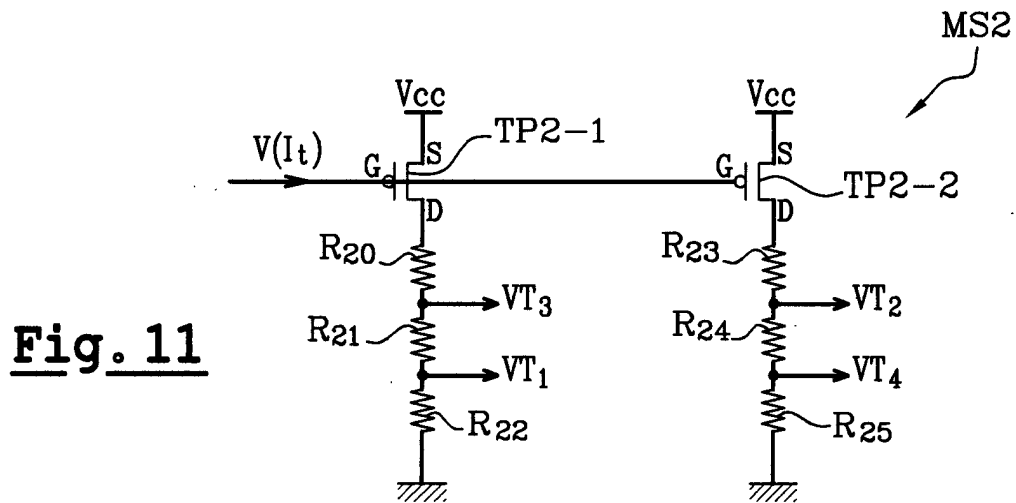 MS2
Vcc
Vcc
V(It)
G
S
TP2-1
G
S
TP2-2
D
D
R20
R23
VT3
VT2
R21
R24
Fig. 11
VT1
VT4
R22
R25